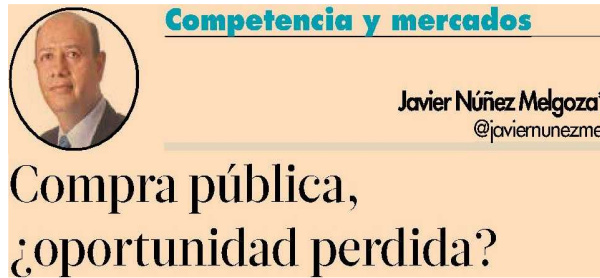 Competencia y mercados
Javier Núñez Melgoza*
@javiernunezme
Compra pública,
¿oportunidad perdida?